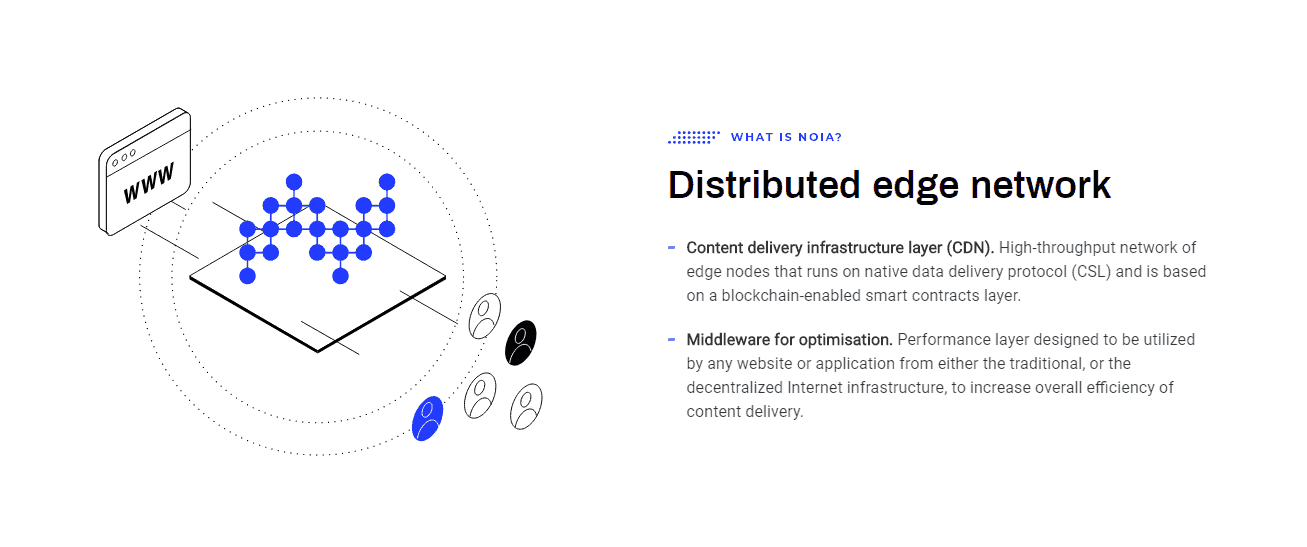 WWW
WHAT IS NOIA?
Distributed edge network
Content delivery infrastructure layer (CDN). High-throughput network of
edge nodes that runs on native data delivery protocol (CSL) and is based
on a blockchain-enabled smart contracts layer.
Middleware for optimisation. Performance layer designed to be utilized
by any website or application from either the traditional, or the
decentralized Internet infrastructure, to increase overall efficiency of
content delivery.